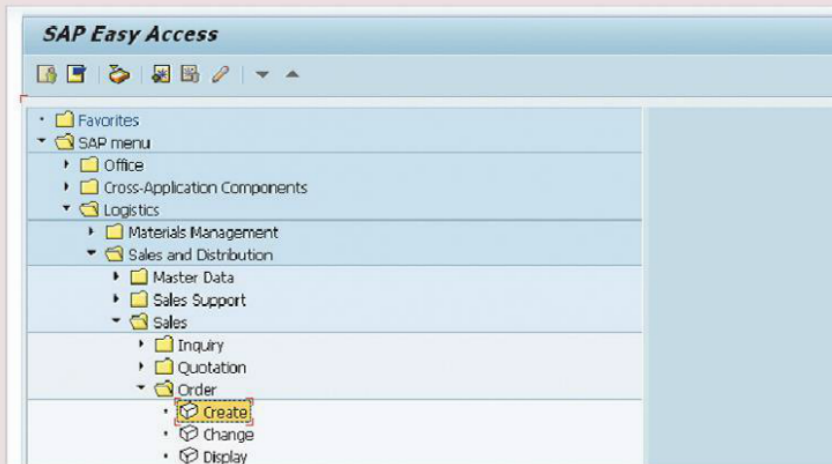 SAP Easy Access
Favorites
SAP menu
Office
Cross-Application Components
Logistics
Materials Management
Sales and Distribution
Master Data
Sales Support
Sales
Inquiry
Quotation
Order
Create
Change
Display